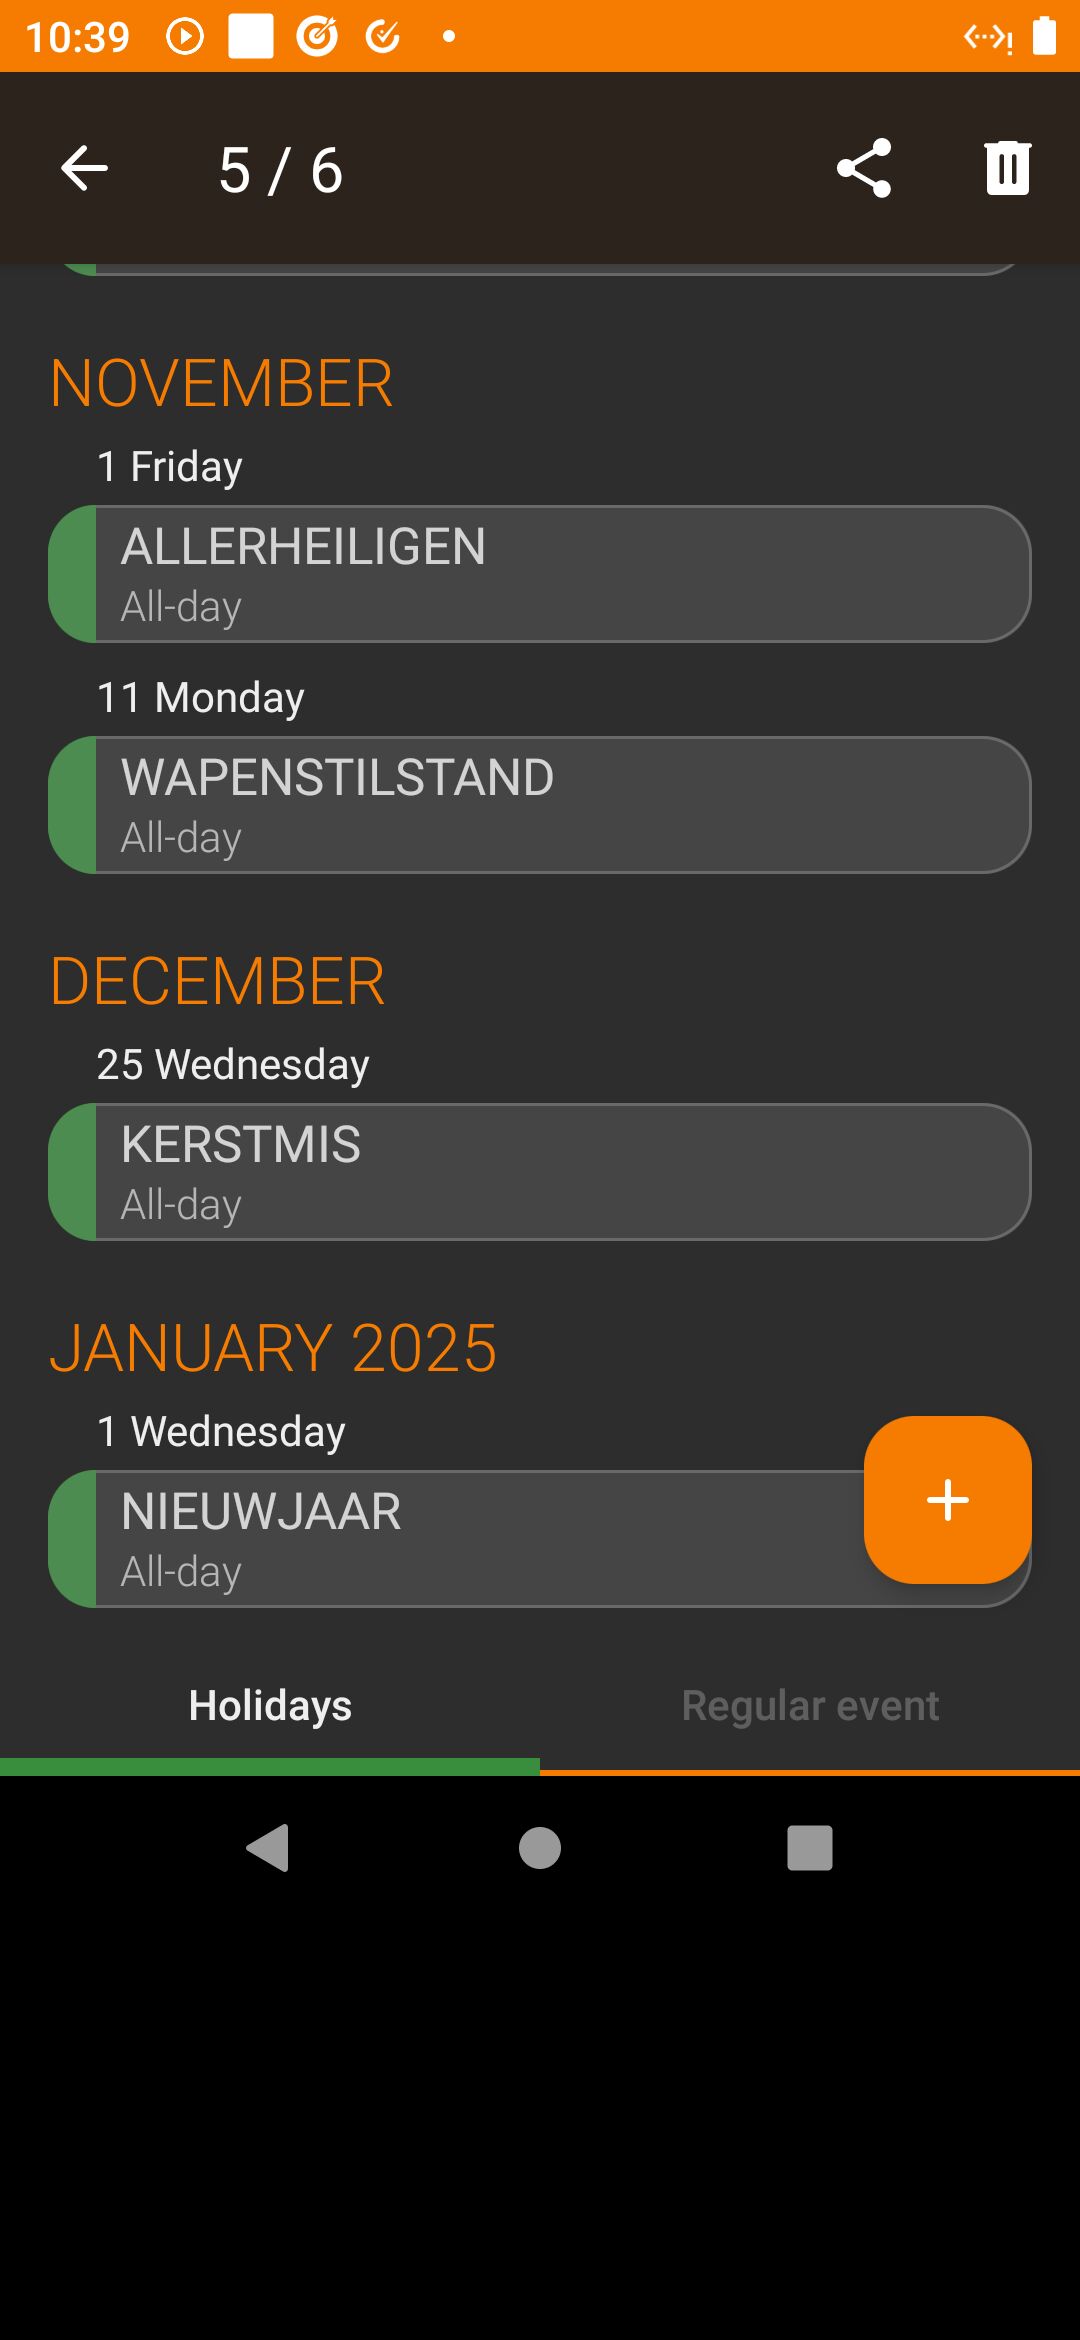 10:39
5 / 6
NOVEMBER
1 Friday
ALLERHEILIGEN
All-day
11 Monday
WAPENSTILSTAND
All-day
DECEMBER
25 Wednesday
KERSTMIS
All-day
JANUARY 2025
1 Wednesday
NIEUWJAAR
All-day
Holidays
Regular event